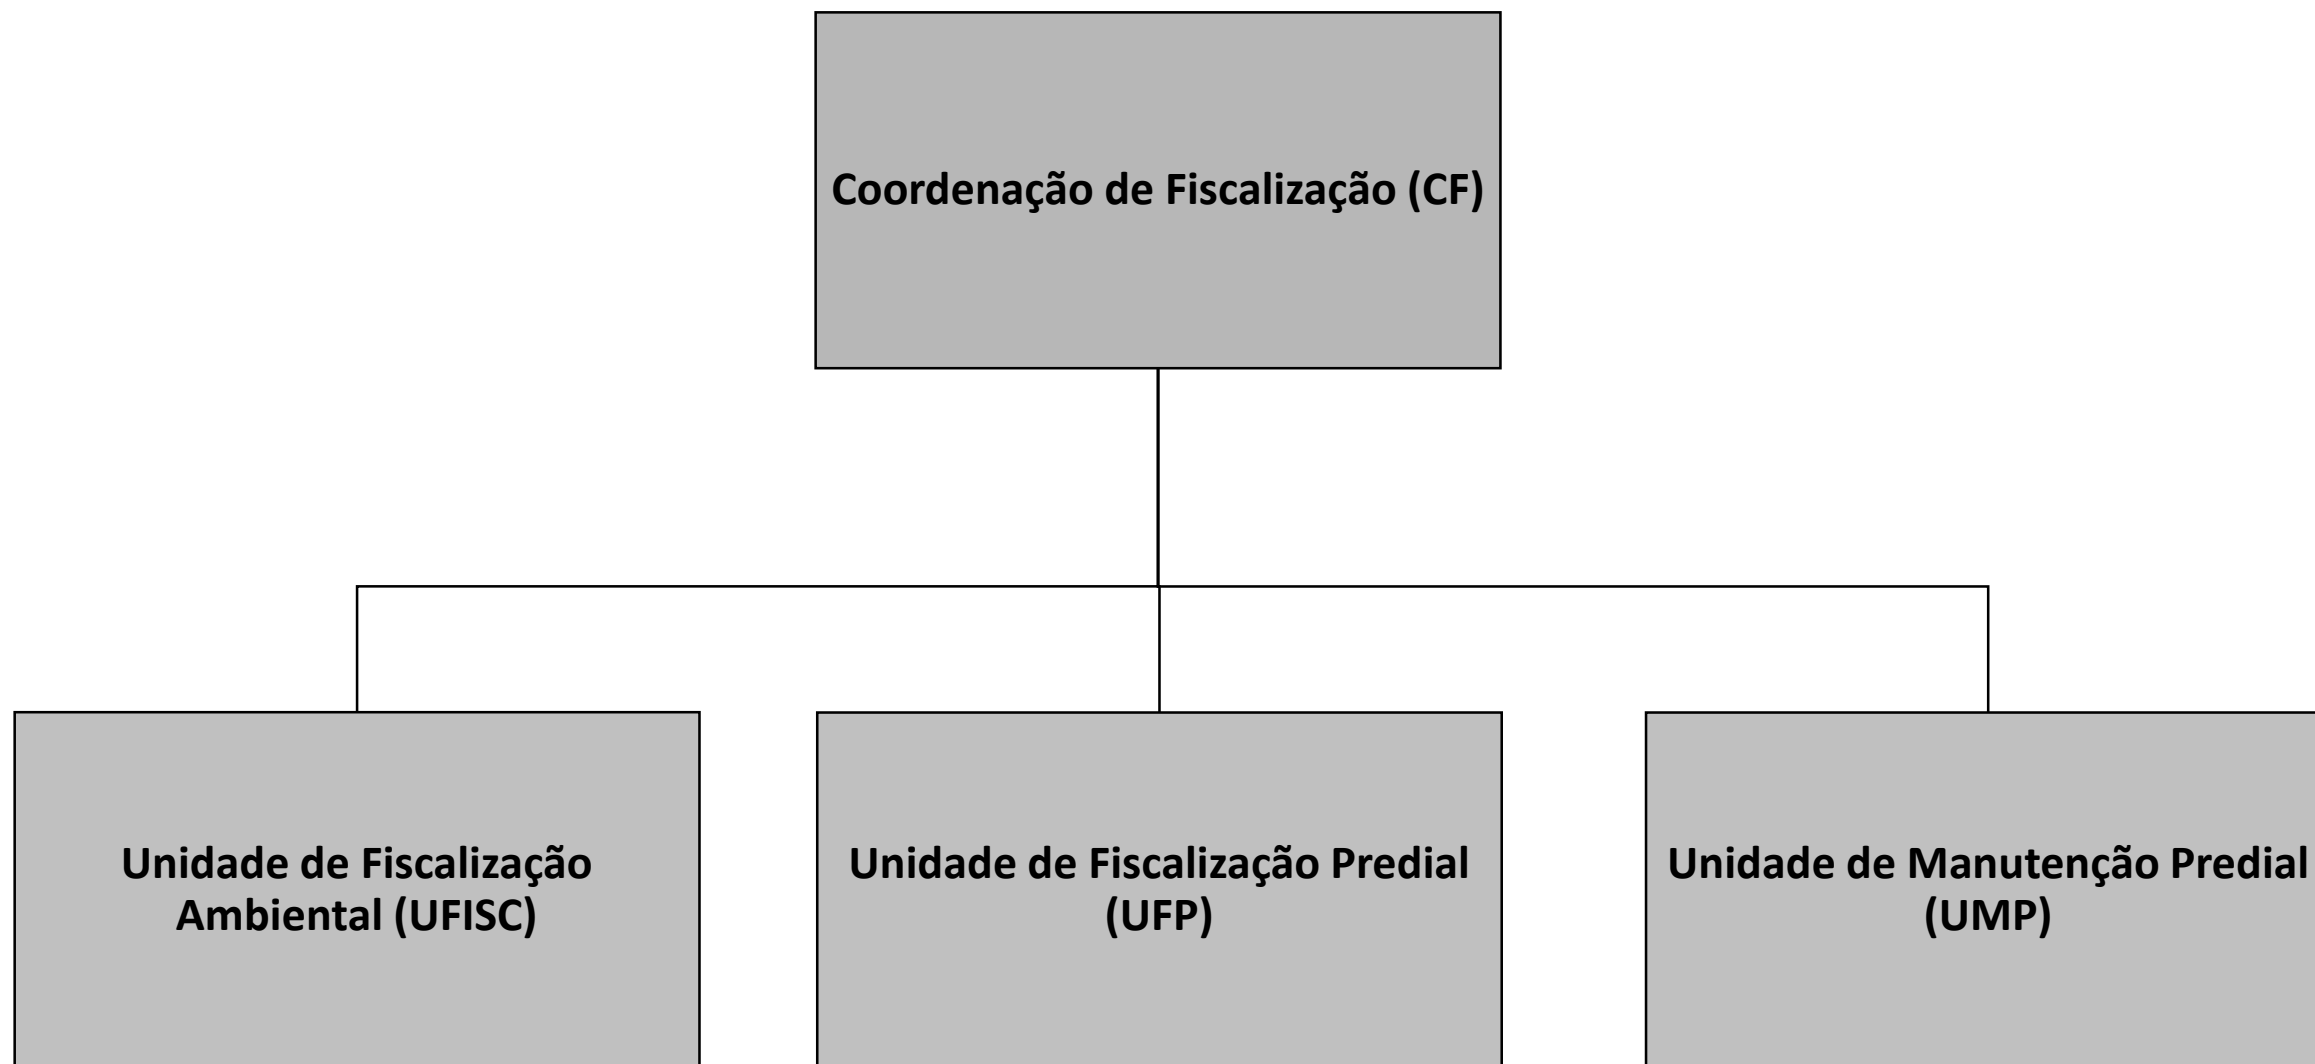 Coordenação de Fiscalização (CF)
Unidade de Fiscalização
Ambiental (UFISC)
Unidade de Fiscalização Predial
(UFP)
Unidade de Manutenção Predial
(UMP)